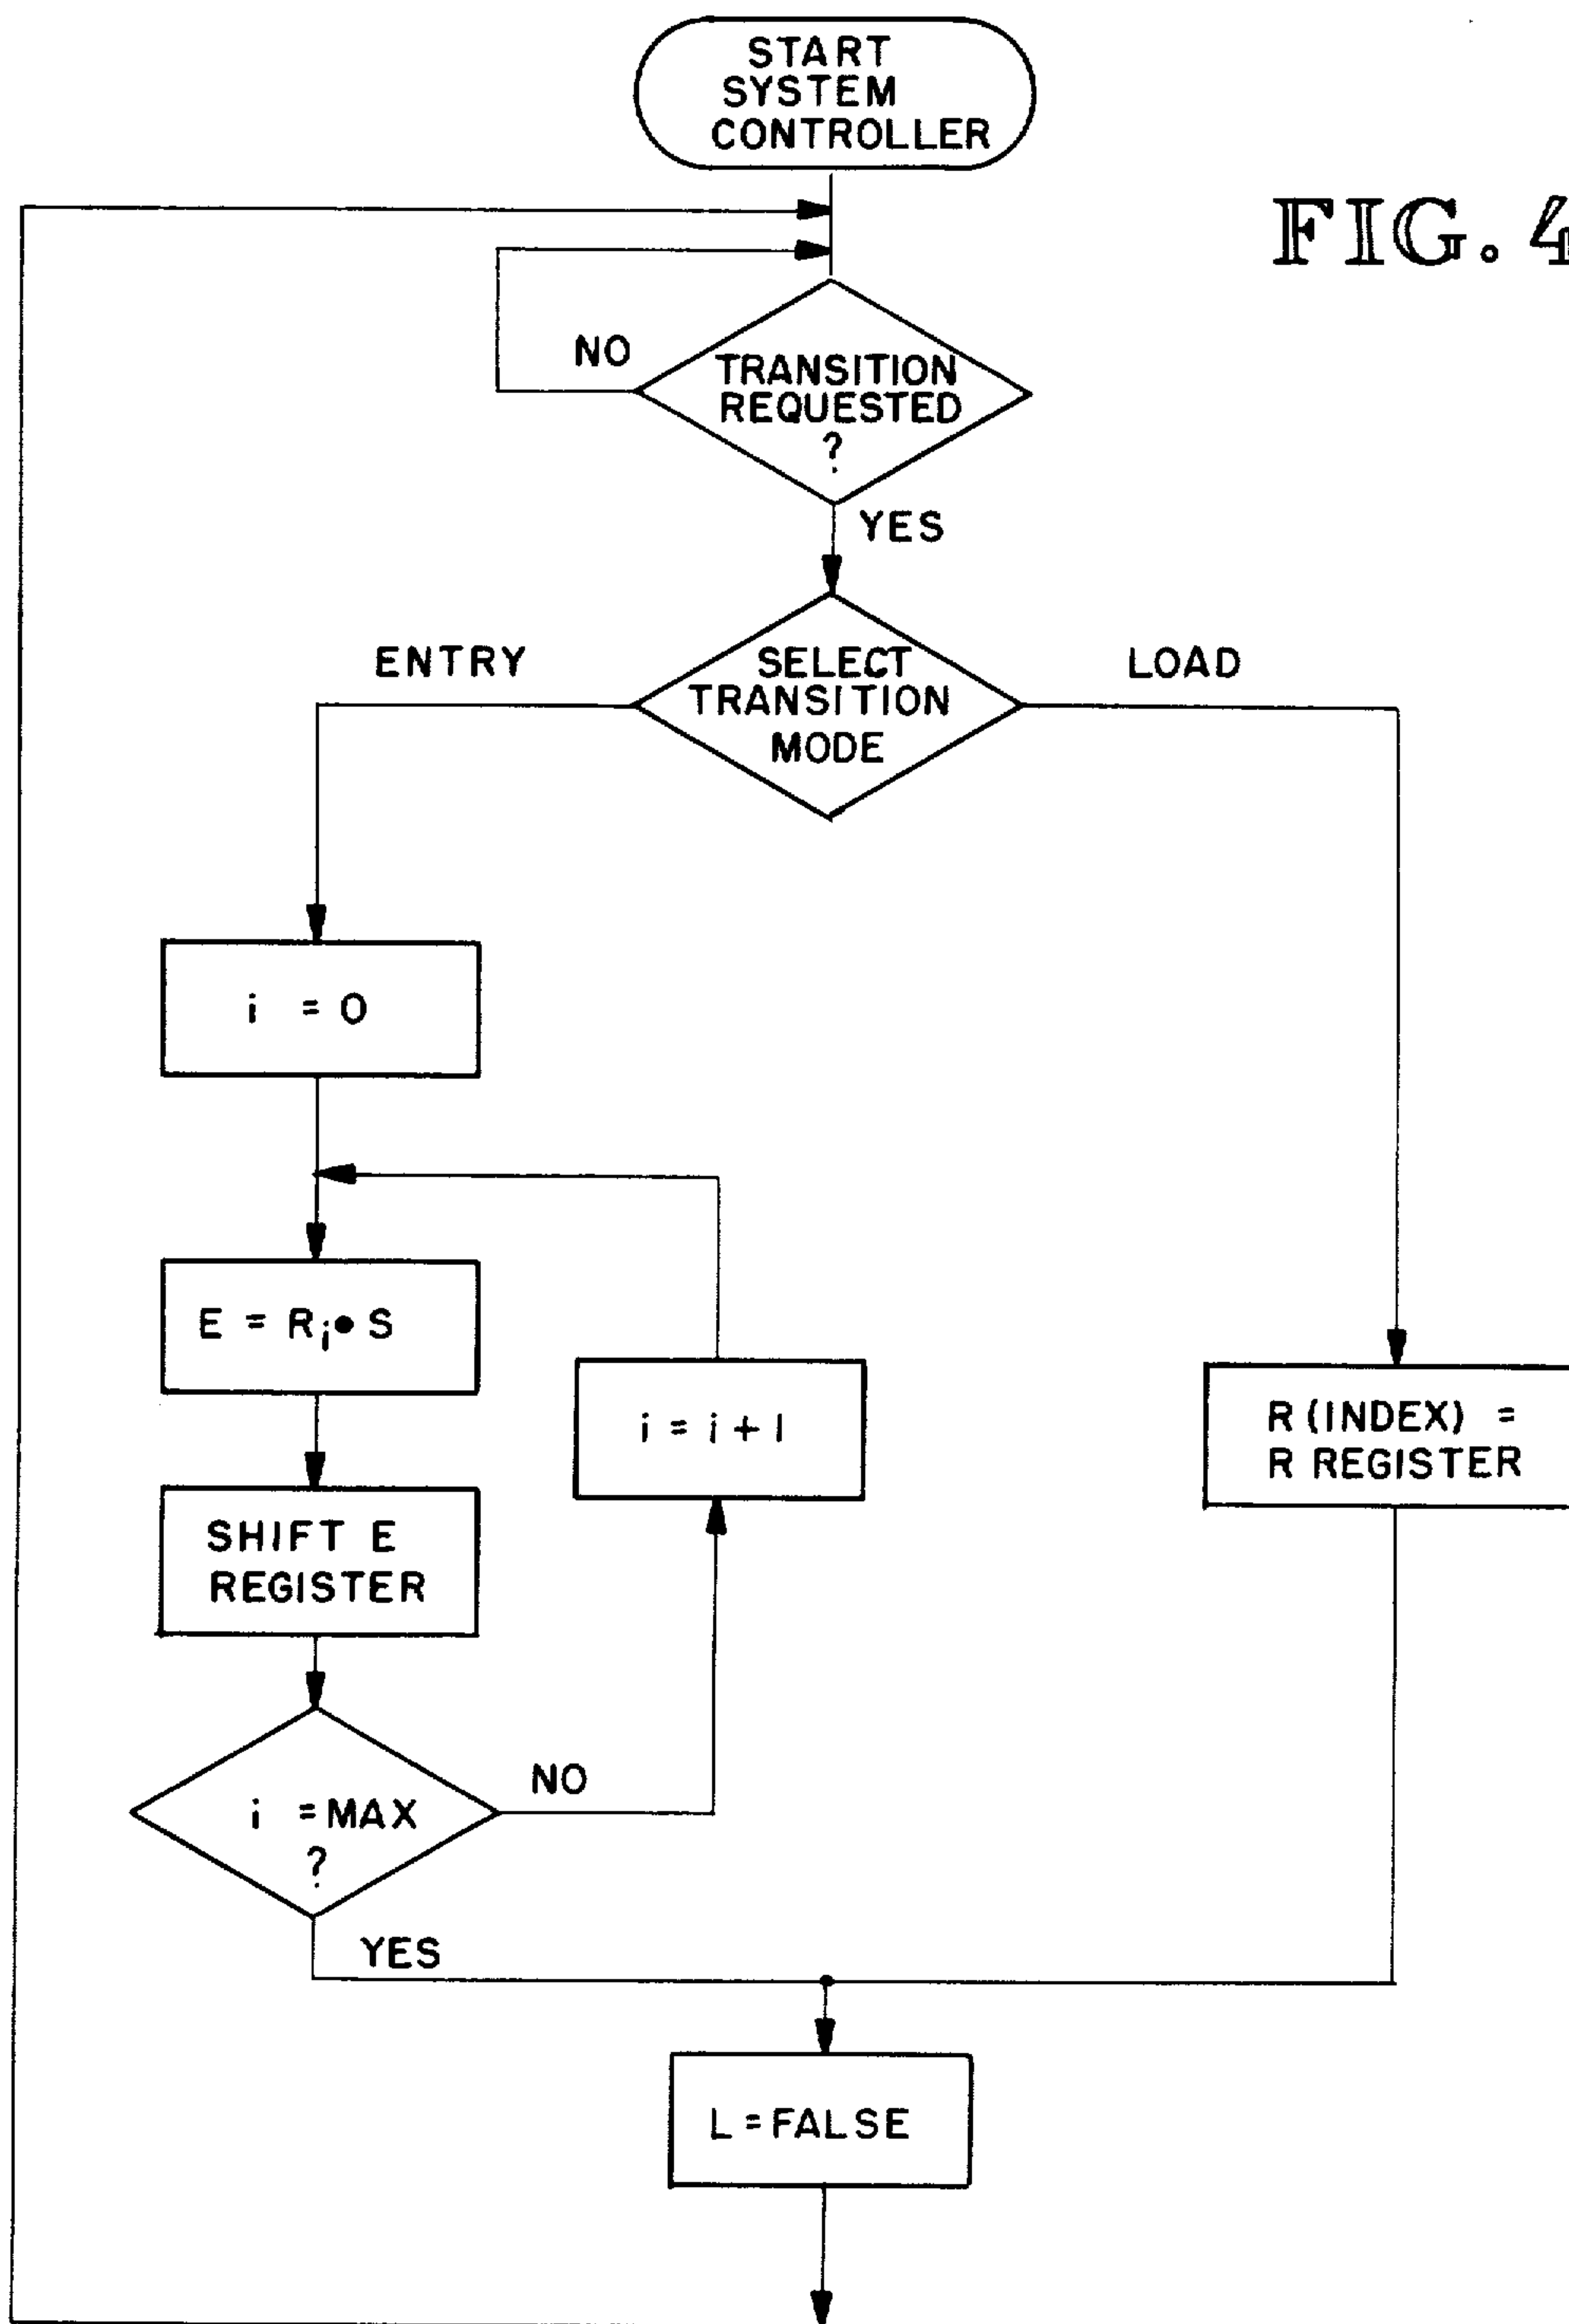 START
SYSTEM
CONTROLLER
FIG. 4
NO
TRANSITION
REQUESTED
?
YES
ENTRY
SELECT
TRANSITION
MODE
LOAD
i = 0
E = Ri• S
i = i + 1
R (INDEX) =
R REGISTER
SHIFT E
REGISTER
i = MAX
?
NO
YES
L = FALSE